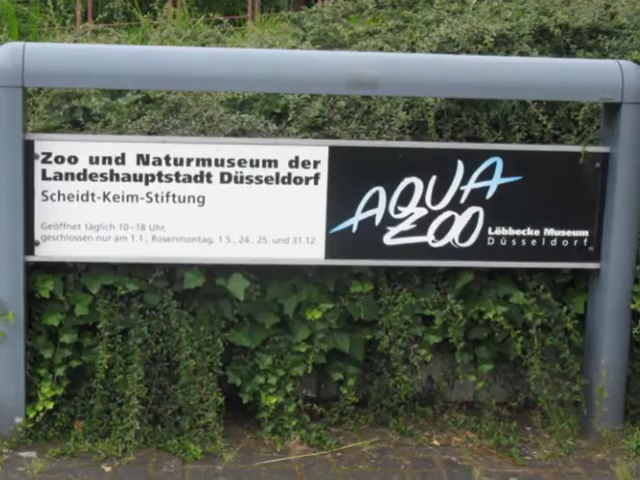 Zoo und Naturmuseum der
Landeshauptstadt Düsseldorf
Scheidt-Keim-Stiftung
Geöffnet täglich 10-18 Uhr,
geschlossen nur am 1.1., Rosenmontag, 1.5., 24., 25. und 31.12
AQUA
ZOO
Löbbecke Museum
Düsseldorf